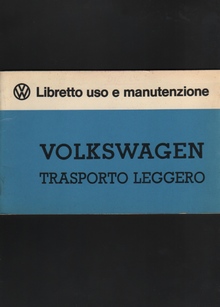 Libretto uso e manutenzione
VOLKSWAGEN
TRASPORTO LEGGERO